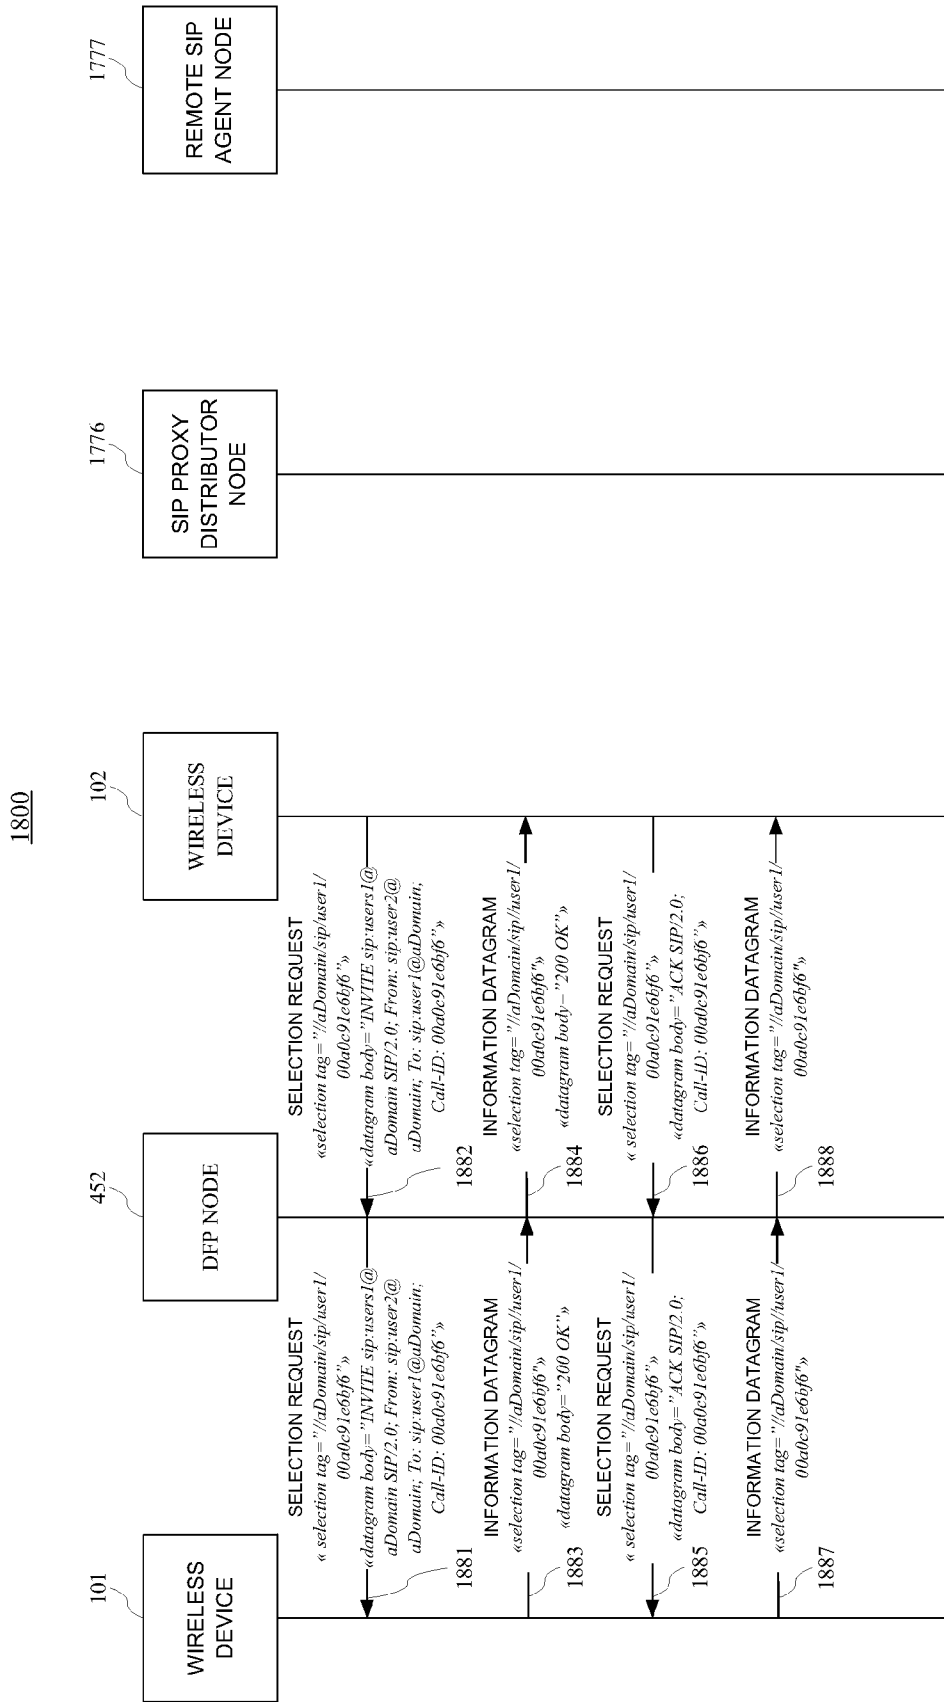 1800
101
WIRELESS
DEVICE
452
DFP NODE
102
WIRELESS
DEVICE
1776
SIP PROXY
DISTRIBUTOR
NODE
1777
REMOTE SIP
AGENT NODE
SELECTION REQUEST
« selection tag="//aDomain/sip/user1/
00a0c91e6bf6”»
«datagram body=”INVITE sip:users1@
aDomain SIP/2.0; From: sip:user2@
aDomain; To: sip:user1@aDomain;
Call-ID: 00a0c91e6bf6”»
1881
SELECTION REQUEST
«selection tag="//aDomain/sip/user1/
00a0c91e6bf6”»
«datagram body=”INVITE sip:users1@
aDomain SIP/2.0; From: sip:user2@
aDomain; To: sip:user1@aDomain;
Call-ID: 00a0c91e6bf6”»
1882
INFORMATION DATAGRAM
«selection tag="//aDomain/sip//user1/
00a0c91e6bf6"»
«datagram body=”200 OK”»
1883
INFORMATION DATAGRAM
«selection tag="//aDomain/sip//user1/
00a0c91e6bf6"»
«datagram body=”200 OK”»
1884
SELECTION REQUEST
« selection tag="//aDomain/sip/user1/
00a0c91e6bf6”»
«datagram body=”ACK SIP/2.0;
Call-ID: 00a0c91e6bf6”»
1885
SELECTION REQUEST
« selection tag="//aDomain/sip/user1/
00a0c91e6bf6”»
«datagram body=”ACK SIP/2.0;
Call-ID: 00a0c91e6bf6”»
1886
INFORMATION DATAGRAM
«selection tag="//aDomain/sip//user1/
00a0c91e6bf6"»
1887
INFORMATION DATAGRAM
«selection tag="//aDomain/sip//user1/
00a0c91e6bf6"»
1888